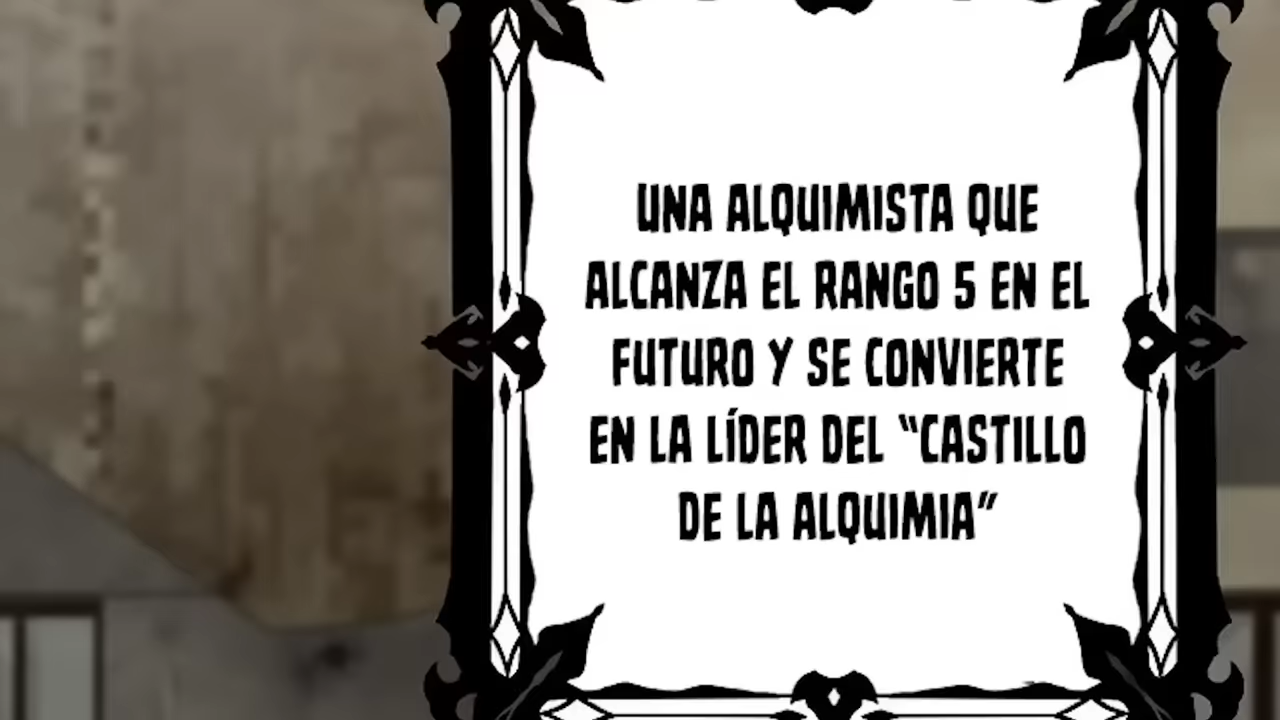 UNA ALQUIMISTA QUE
ALCANZA EL RANGO 5 EN EL
FUTURO Y SE CONVIERTE
EN LA LÍDER DEL “CASTILLO
DE LA ALQUIMIA”